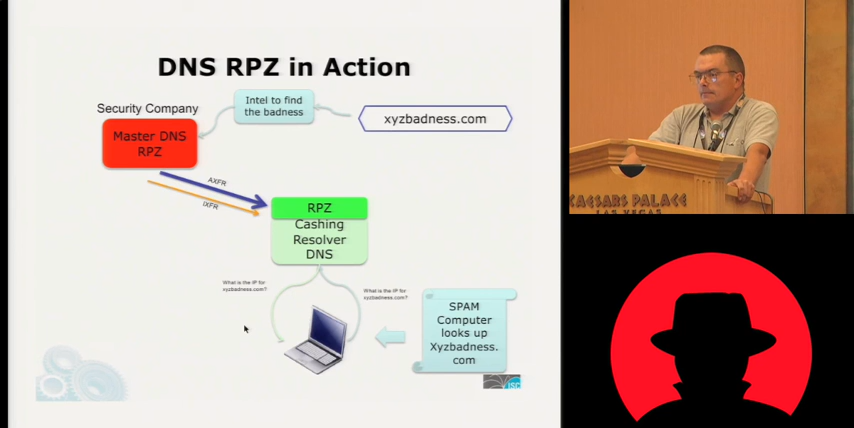 DNS RPZ in Action
Security Company
Intel to find
the badness
xyzbadness.com
Master DNS
RPZ
AXFR
IXFR
RPZ
Cashing
Resolver
DNS
What is the IP for
xyzbadness.com?
What is the IP for
xyzbadness.com?
SPAM
Computer
looks up
Xyzbadness.
com
isc
CAESARS PALACE
LAS VEGAS